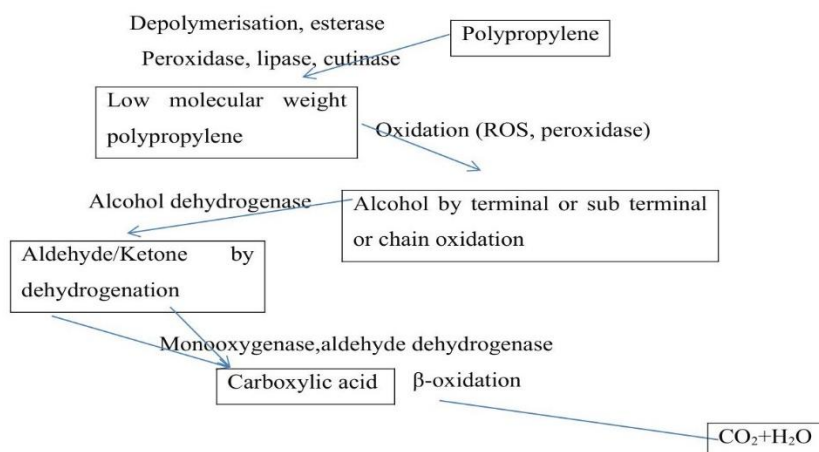 Depolymerisation, esterase
Polypropylene
Peroxidase, lipase, cutinase
Low molecular weight
polypropylene
Oxidation (ROS, peroxidase)
Alcohol dehydrogenase
Alcohol by terminal or sub terminal
or chain oxidation
Aldehyde/Ketone by
dehydrogenation
Monooxygenase,aldehyde dehydrogenase
Carboxylic acid
β-oxidation
CO₂+H₂O